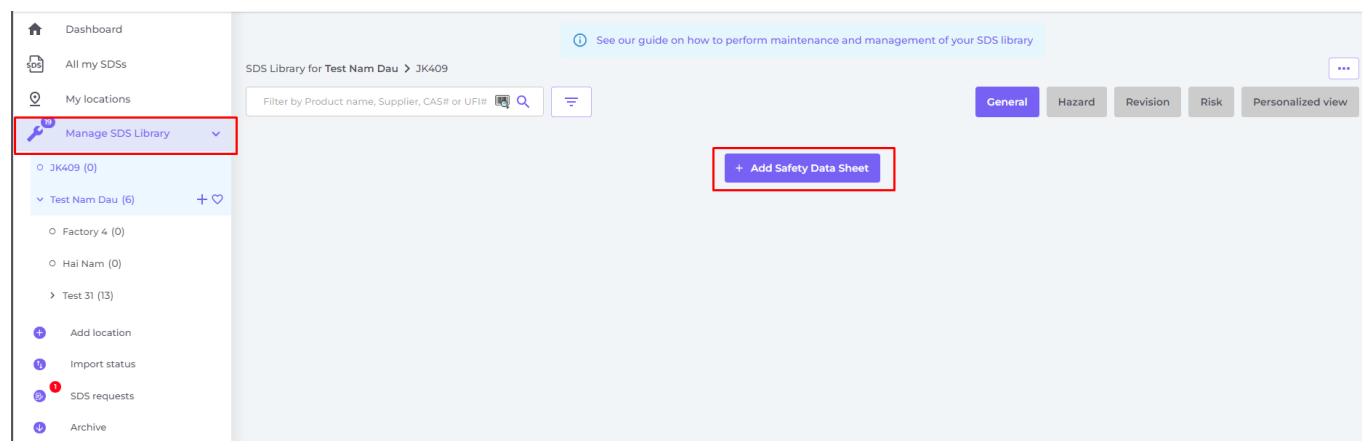 Dashboard
See our guide on how to perform maintenance and management of your SDS library
SDS
All my SDSs
SDS Library for Test Nam Dau > JK409
My locations
Filter by Product name, Supplier, CAS# or UFI#
General
Hazard
Revision
Risk
Personalized view
19
Manage SDS Library
JK409 (0)
+ Add Safety Data Sheet
Test Nam Dau (6)
Factory 4 (0)
Hai Nam (0)
Test 31 (13)
Add location
Import status
1
SDS requests
Archive